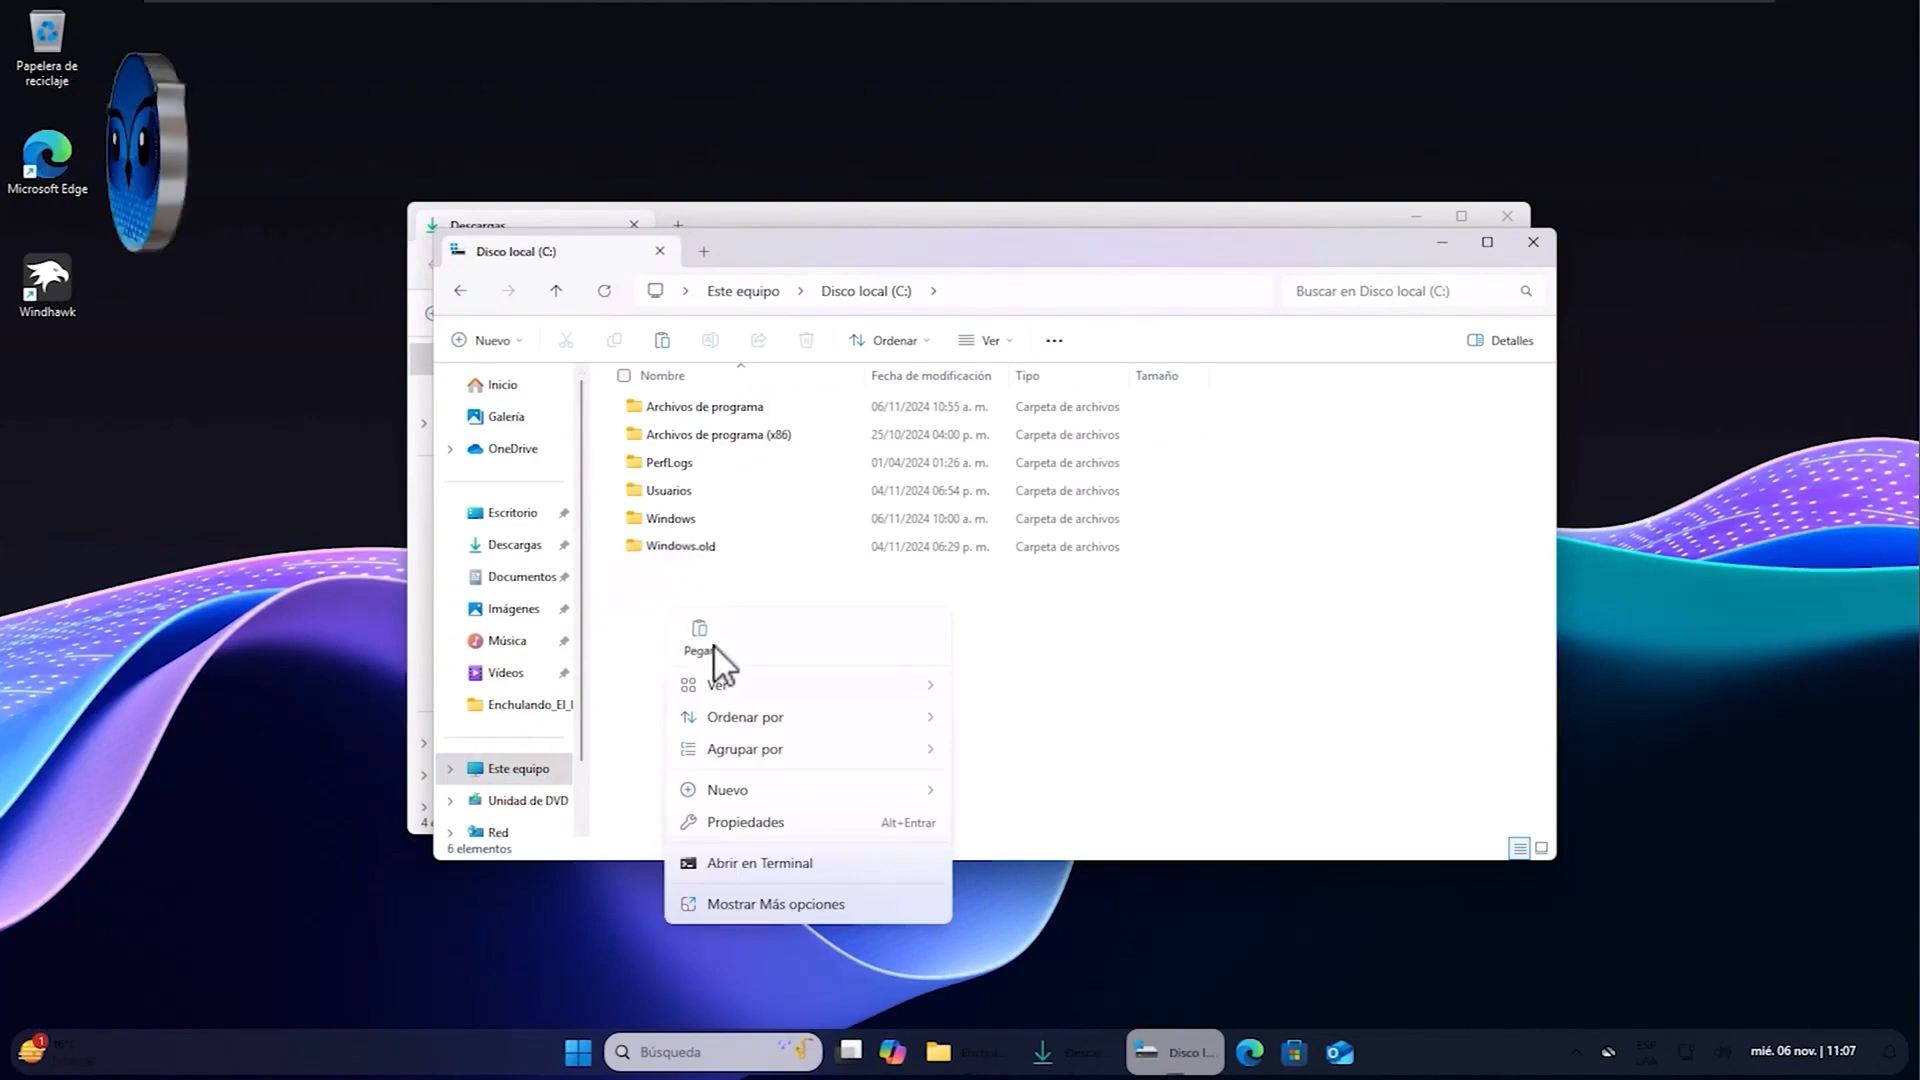 Papelera de
reciclaje
Microsoft Edge
Windhawk
Descargas
Disco local (C:)
Este equipo
Disco local (C:)
Buscar en Disco local (C:)
Nuevo
Ordenar
Ver
Detalles
Inicio
Galería
OneDrive
Escritorio
Descargas
Documentos
Imágenes
Música
Vídeos
Enchulando_El_
Este equipo
Unidad de DVD
Red
6 elementos
Nombre
Fecha de modificación
Tipo
Tamaño
Archivos de programa
06/11/2024 10:55 a. m.
Carpeta de archivos
Archivos de programa (x86)
25/10/2024 04:00 p. m.
Carpeta de archivos
PerfLogs
01/04/2024 01:26 a. m.
Carpeta de archivos
Usuarios
04/11/2024 06:54 p. m.
Carpeta de archivos
Windows
06/11/2024 10:00 a. m.
Carpeta de archivos
Windows.old
04/11/2024 06:29 p. m.
Carpeta de archivos
Pegar
Ver
Ordenar por
Agrupar por
Nuevo
Propiedades
Alt+Entrar
Abrir en Terminal
Mostrar Más opciones
1
Búsqueda
Disco l...
ESP
LAA
mié. 06 nov. | 11:07